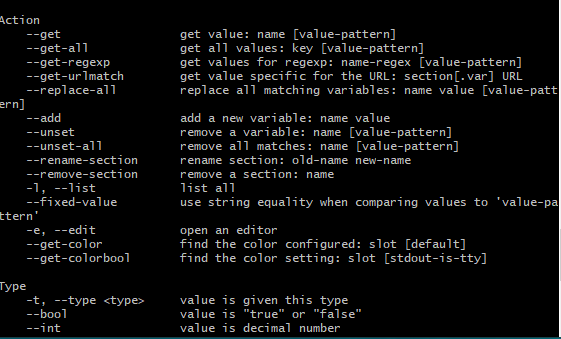 Action
    --get                 get value: name [value-pattern]
    --get-all             get all values: key [value-pattern]
    --get-regexp          get values for regexp: name-regex [value-pattern]
    --get-urlmatch        get value specific for the URL: section[.var] URL
    --replace-all         replace all matching variables: name value [value-patt
ern]
    --add                 add a new variable: name value
    --unset               remove a variable: name [value-pattern]
    --unset-all           remove all matches: name [value-pattern]
    --rename-section      rename section: old-name new-name
    --remove-section      remove a section: name
    -l, --list            list all
    --fixed-value         use string equality when comparing values to 'value-pa
ttern'
    -e, --edit            open an editor
    --get-color           find the color configured: slot [default]
    --get-colorbool       find the color setting: slot [stdout-is-tty]
Type
    -t, --type <type>     value is given this type
    --bool                value is "true" or "false"
    --int                 value is decimal number